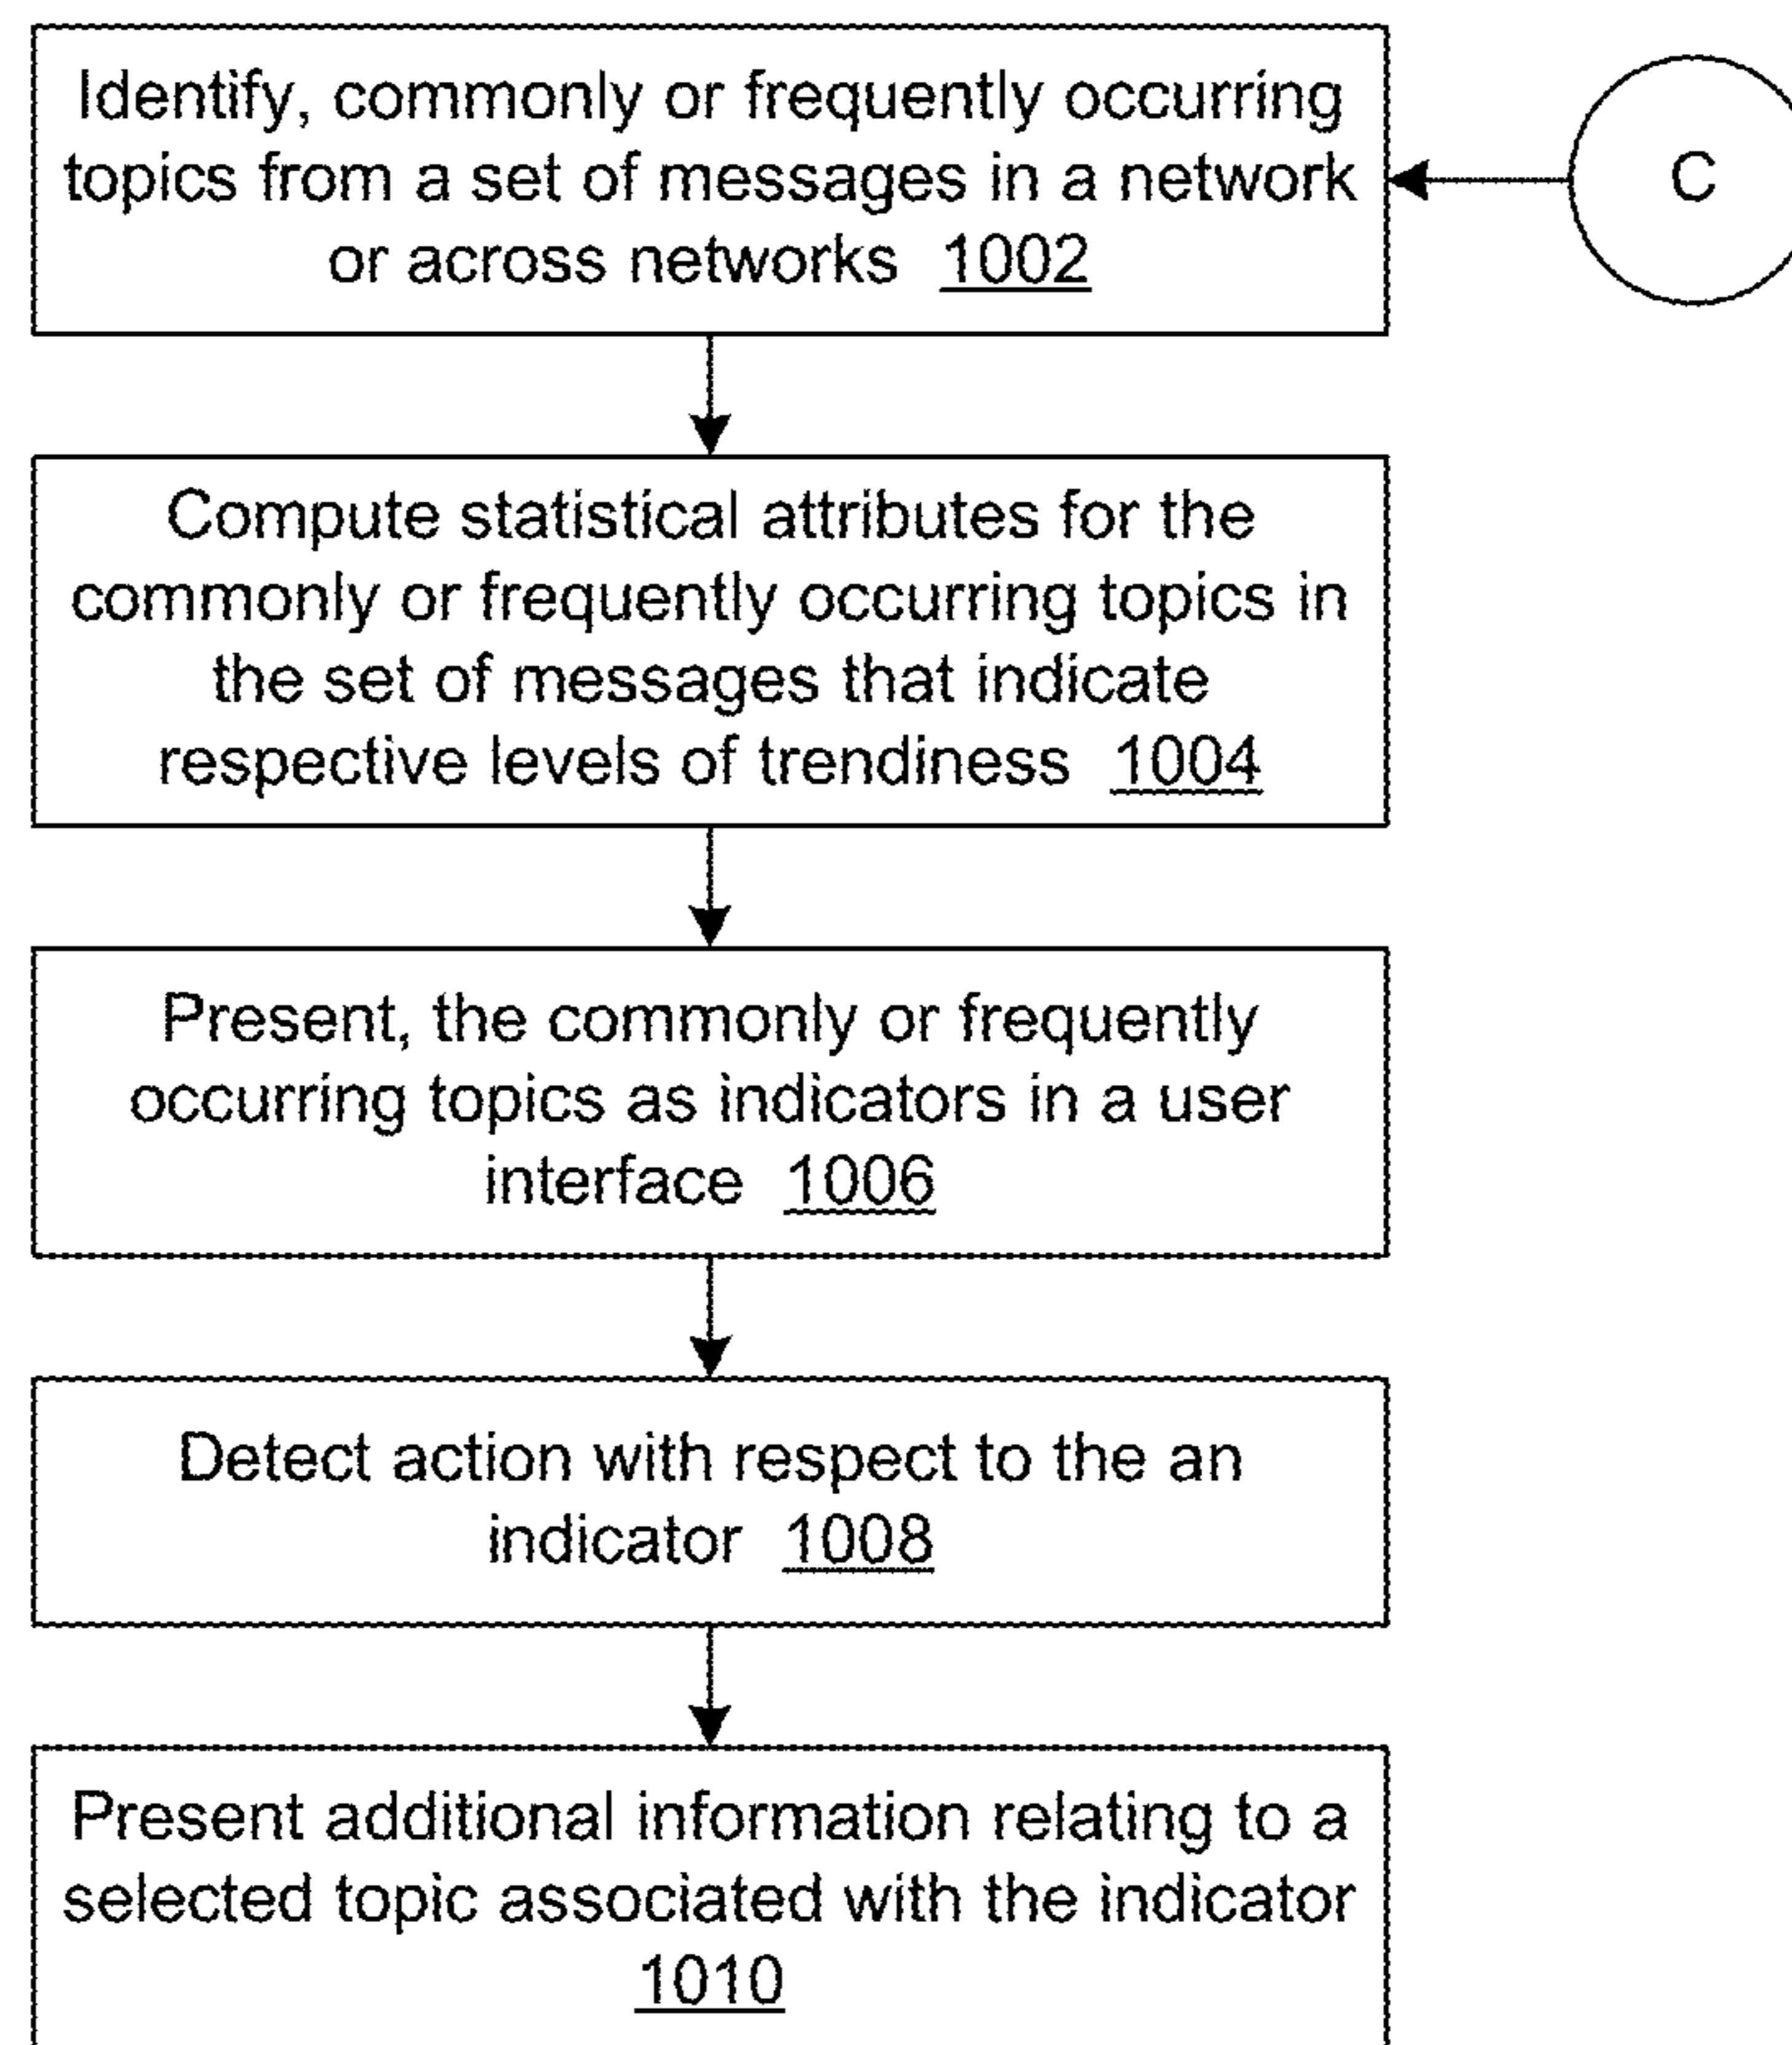 Identify, commonly or frequently occurring
topics from a set of messages in a network
or across networks 1002
C
Compute statistical attributes for the
commonly or frequently occurring topics in
the set of messages that indicate
respective levels of trendiness 1004
Present, the commonly or frequently
occurring topics as indicators in a user
interface 1006
Detect action with respect to the an
indicator 1008
Present additional information relating to a
selected topic associated with the indicator
1010